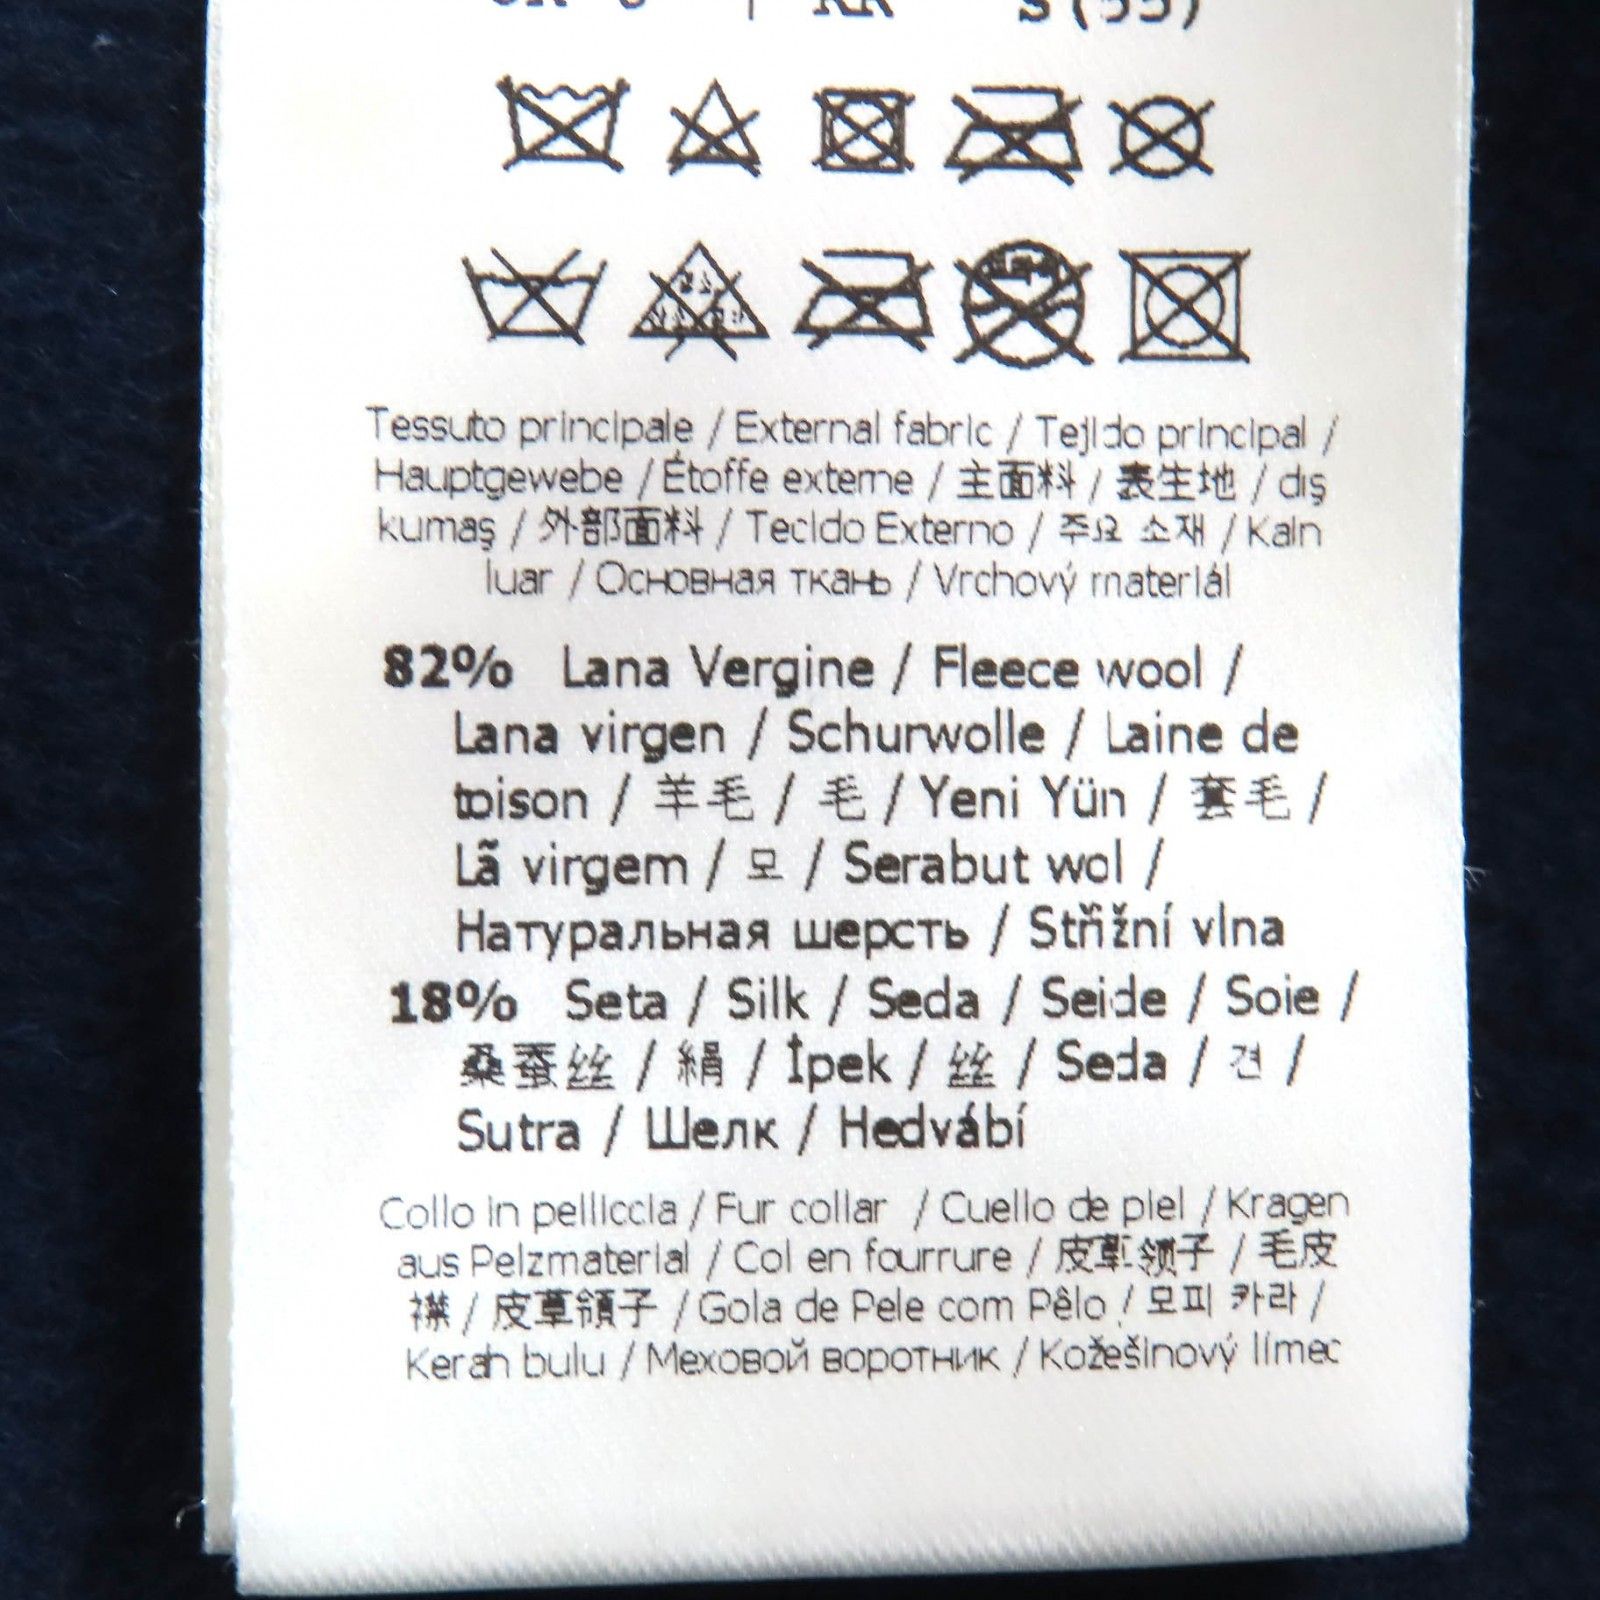 S(55)
Tessuto principale / External fabric / Tejido principal /
Hauptgewebe / Étoffe externe / 主面料 / 表生地 / dış
kumaş / 外部面料 / Tecido Externo / 주요 소재 / Kain
luar / Основная ткань / Vrchový materiál
82% Lana Vergine / Fleece wool /
Lana virgen / Schurwolle / Laine de
toison / 羊毛 / 毛 / Yeni Yün / 套毛 /
Lã virgem / 모 / Serabut wol /
Натуральная шерсть / Střižní vlna
18% Seta / Silk / Seda / Seide / Soie /
桑蚕丝 / 絹 / İpek / 丝 / Seda / 견 /
Sutra / Шелк / Hedvábí
Collo in pelliccia / Fur collar / Cuello de piel / Kragen
aus Pelzmaterial / Col en fourrure / 皮草领子 / 毛皮
襟 / 皮草領子 / Gola de Pele com Pêlo / 모피 카라 /
Kerah bulu / Меховой воротник / Kožešinový límec